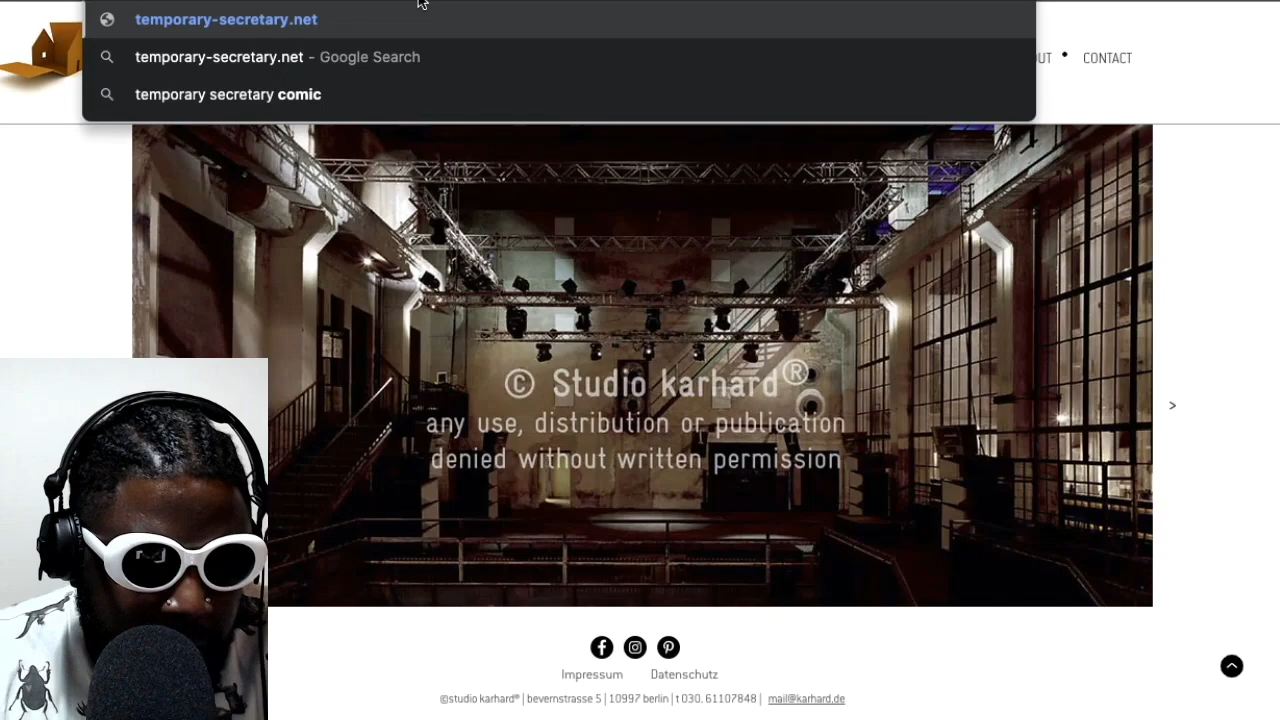 temporary-secretary.net
temporary-secretary.net - Google Search
temporary secretary comic
OUT • CONTACT
© Studio karhard®
any use, distribution or publication
denied without written permission
>
Impressum Datenschutz
©studio karhard® | bevernstrasse 5 | 10997 berlin | t 030. 61107848 | mail@karhard.de